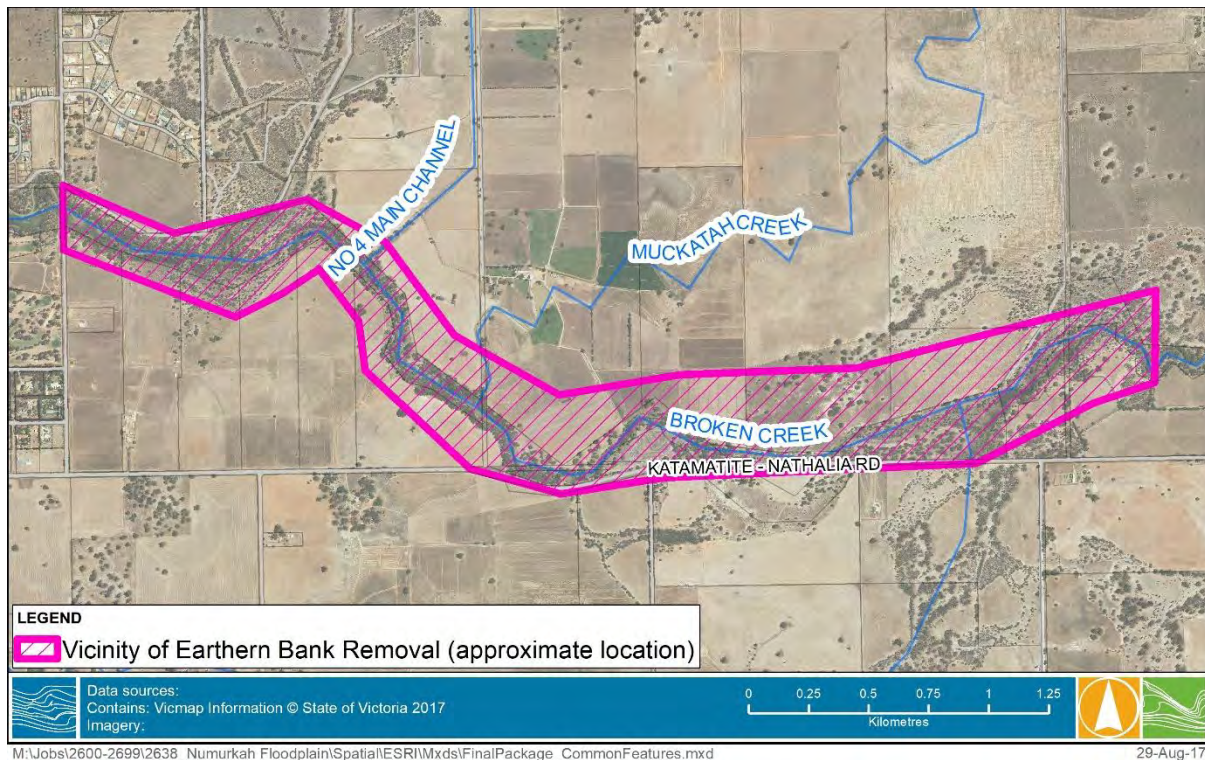 NO 4 MAIN CHANNEL
MUCKATAH CREEK
BROKEN CREEK
KATAMATITE - NATHALIA RD
LEGEND
Vicinity of Earthern Bank Removal (approximate location)
Data sources:
Contains: Vicmap Information © State of Victoria 2017
Imagery:
0 0.25 0.5 0.75 1 1.25
Kilometres
M:\Jobs\2600-2699\2638_Numurkah Floodplain\Spatial\ESRI\Mxds\FinalPackage_CommonFeatures.mxd
29-Aug-17